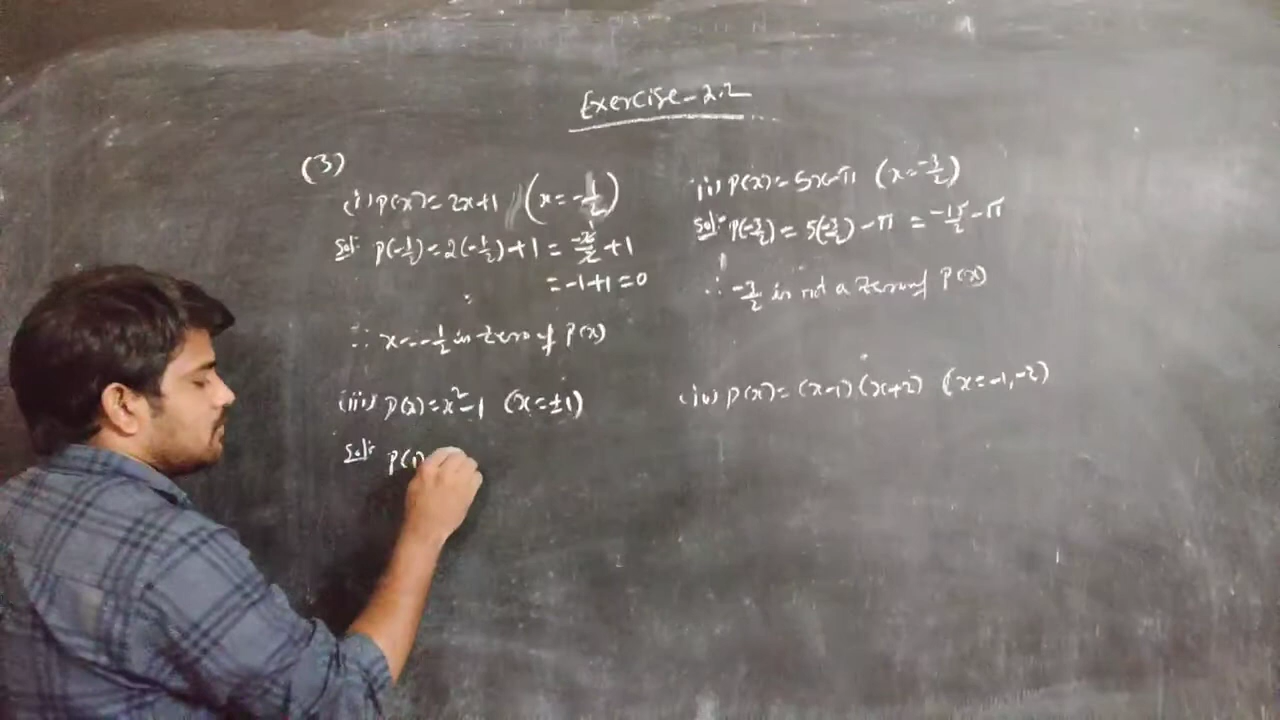 Exercise-2.2
(3)
(i) p(x)=2x+1 (x=-1/2)
Sol: p(-1/2)=2(-1/2)+1=-2/2+1
=-1+1=0
∴ x=-1/2 is zero of p(x)
(ii) p(x)=5x-π (x=-3/2)
Sol: p(-3/2)=5(-3/2)-π=-15/2-π
∴ -3/2 is not a zero of p(x)
(iii) p(x)=x²-1 (x=±1)
Sol: p(1)
(iv) p(x)=(x-1)(x+2) (x=-1,-2)